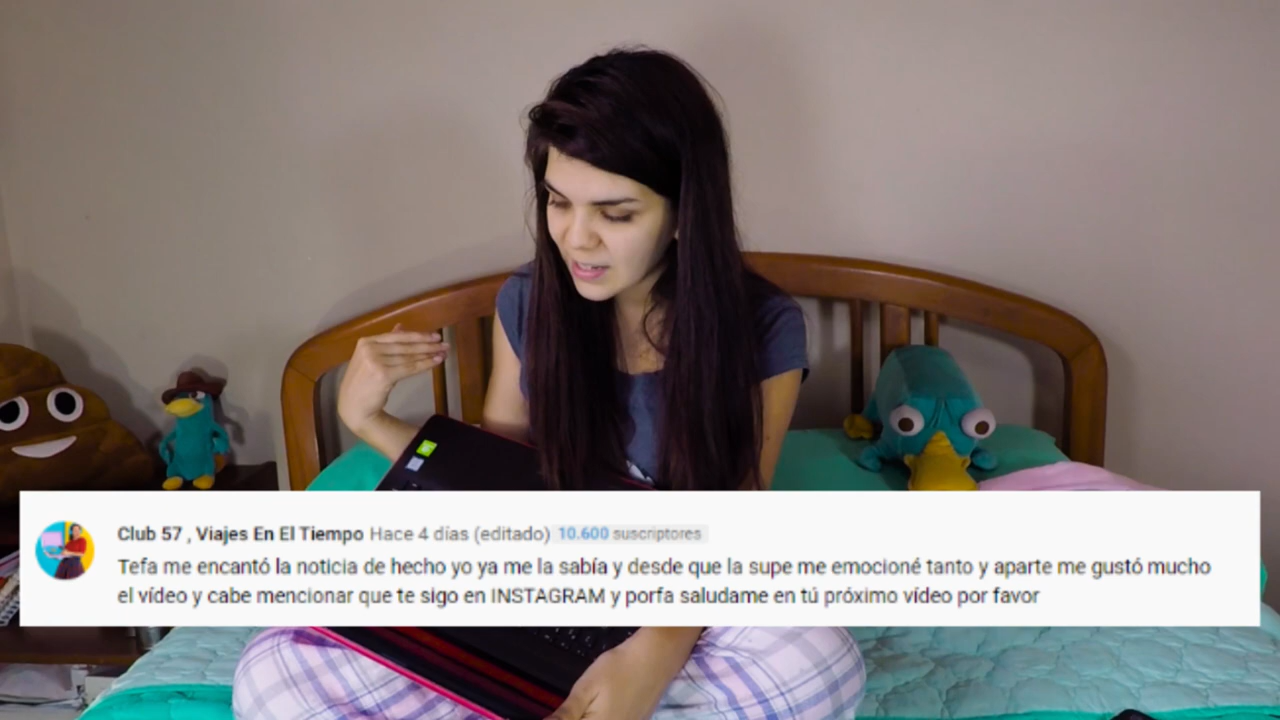 Club 57 , Viajes En El Tiempo Hace 4 días (editado) 10.600 suscriptores
Tefa me encantó la noticia de hecho yo ya me la sabía y desde que la supe me emocioné tanto y aparte me gustó mucho
el vídeo y cabe mencionar que te sigo en INSTAGRAM y porfa saludame en tú próximo vídeo por favor